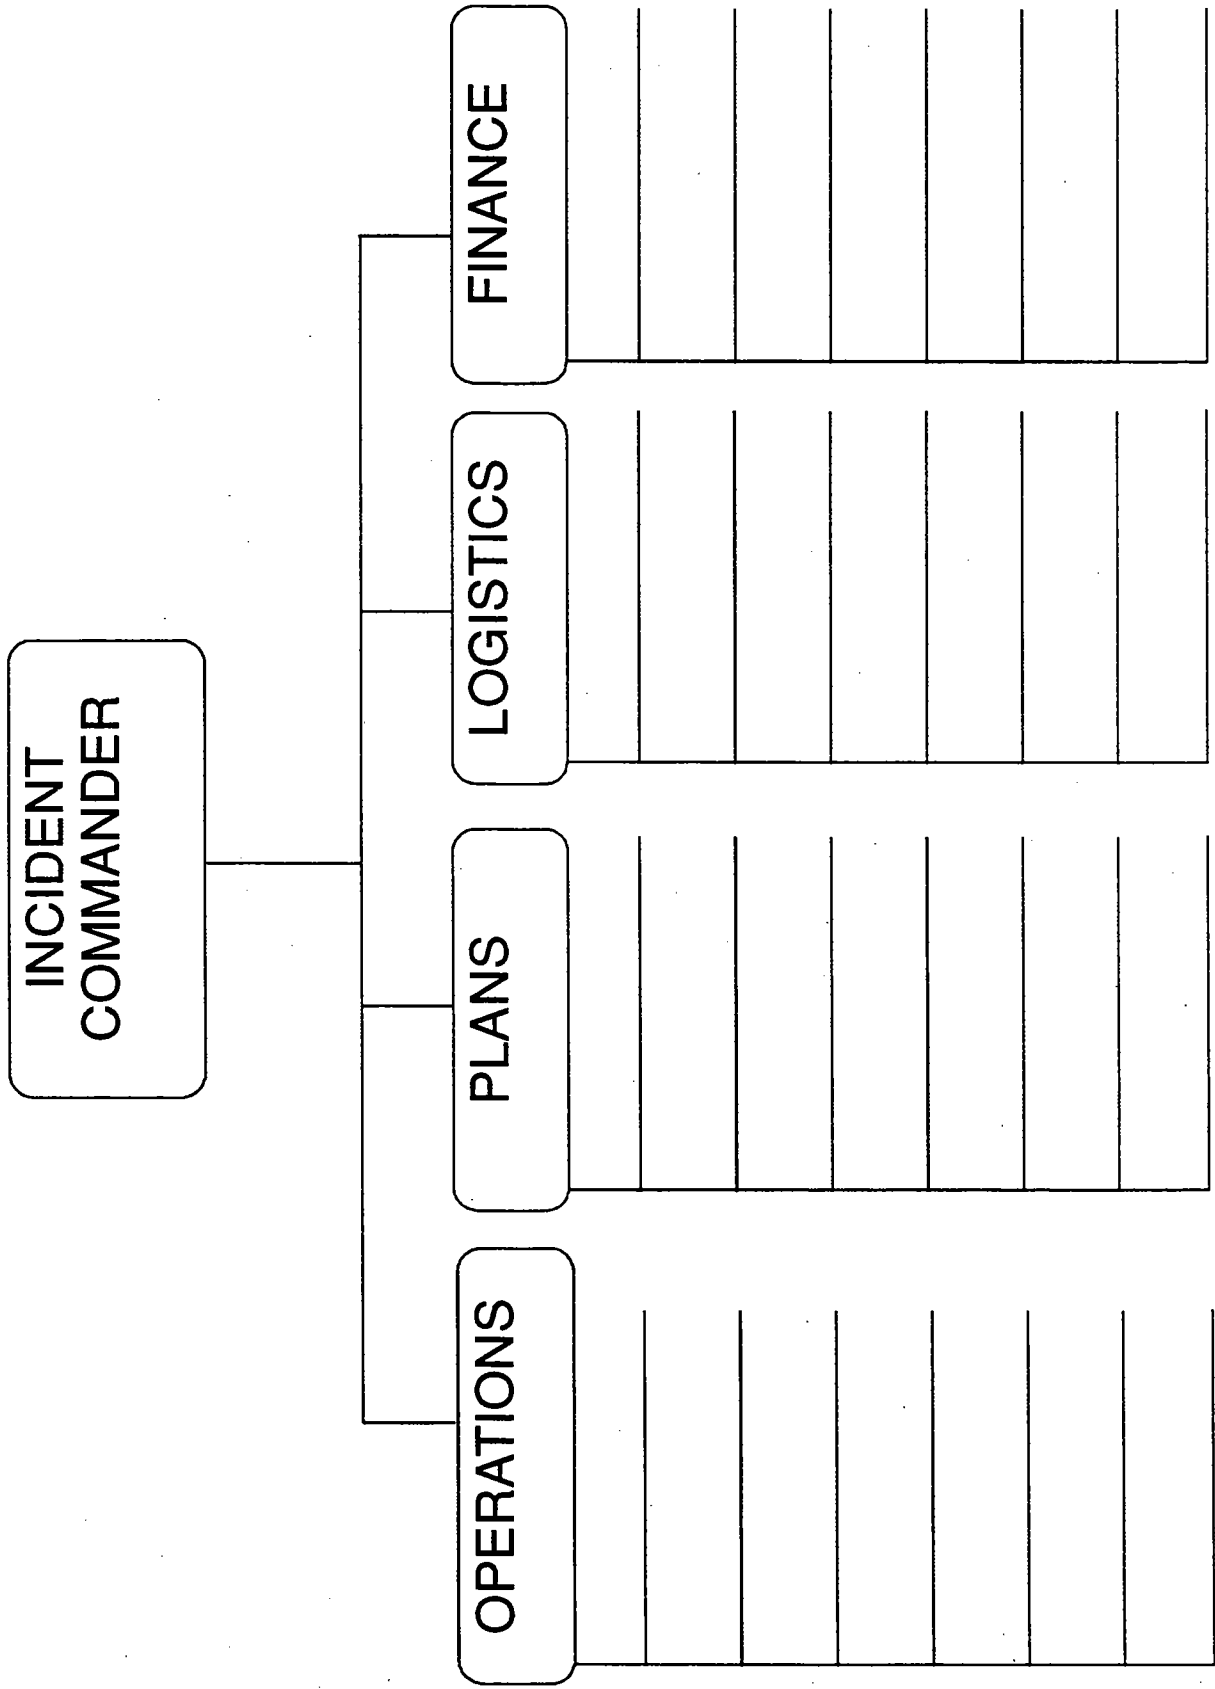 INCIDENT
COMMANDER
OPERATIONS
PLANS
LOGISTICS
FINANCE